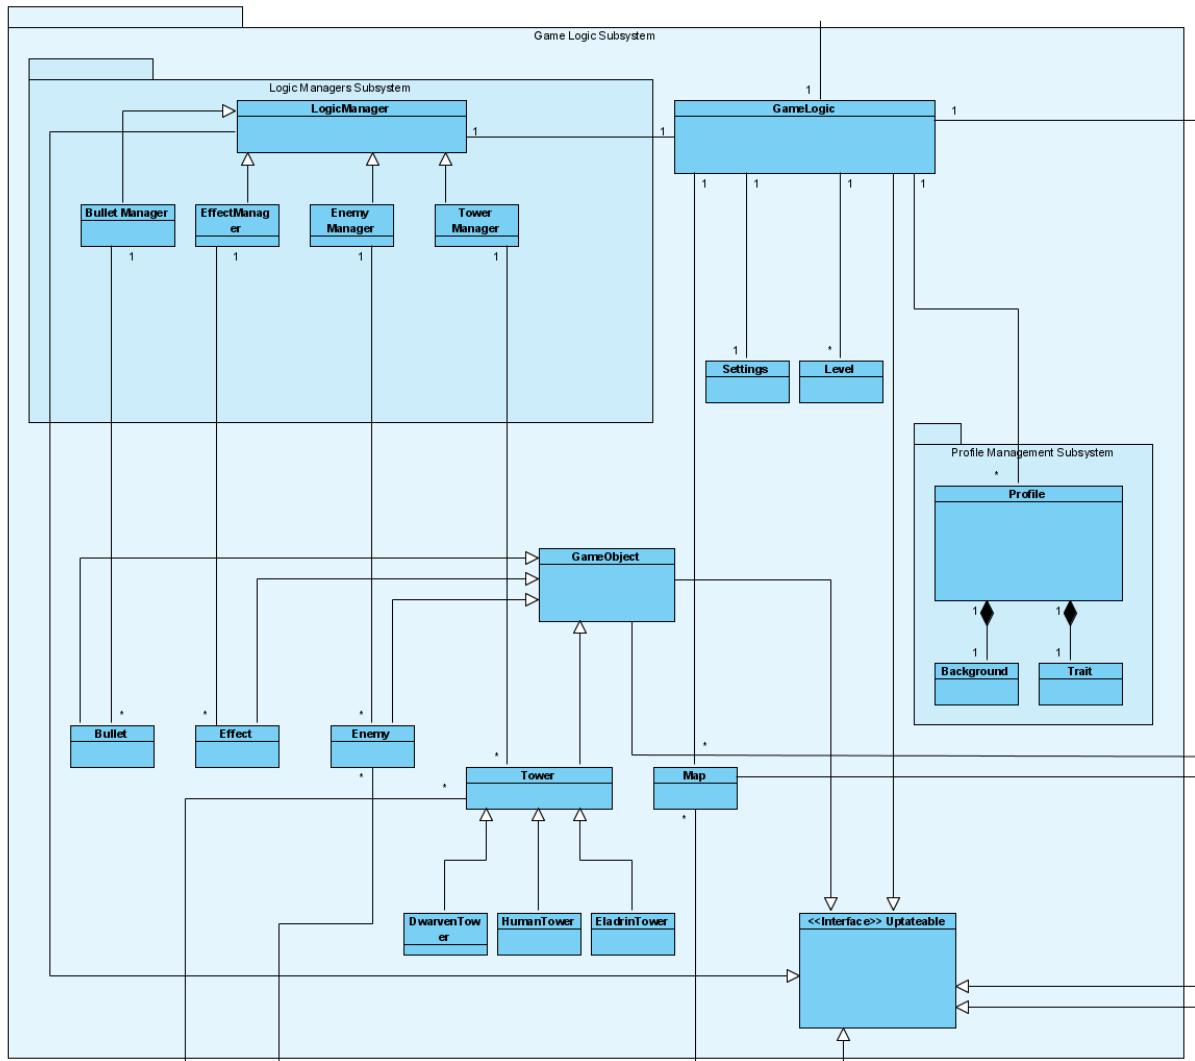 Game Logic Subsystem
Logic Managers Subsystem
LogicManager
1
1
GameLogic
1
1
Bullet Manager
1
EffectManag
er
1
Enemy
Manager
1
Tower
Manager
1
1
1
1
1
1
Settings
*
Level
Profile Management Subsystem
*
Profile
1
1
1
Background
1
Trait
GameObject
*
Bullet
*
Effect
*
Enemy
*
*
*
Tower
*
Map
*
DwarvenTow
er
HumanTower
EladrinTower
<<Interface>> Uptateable